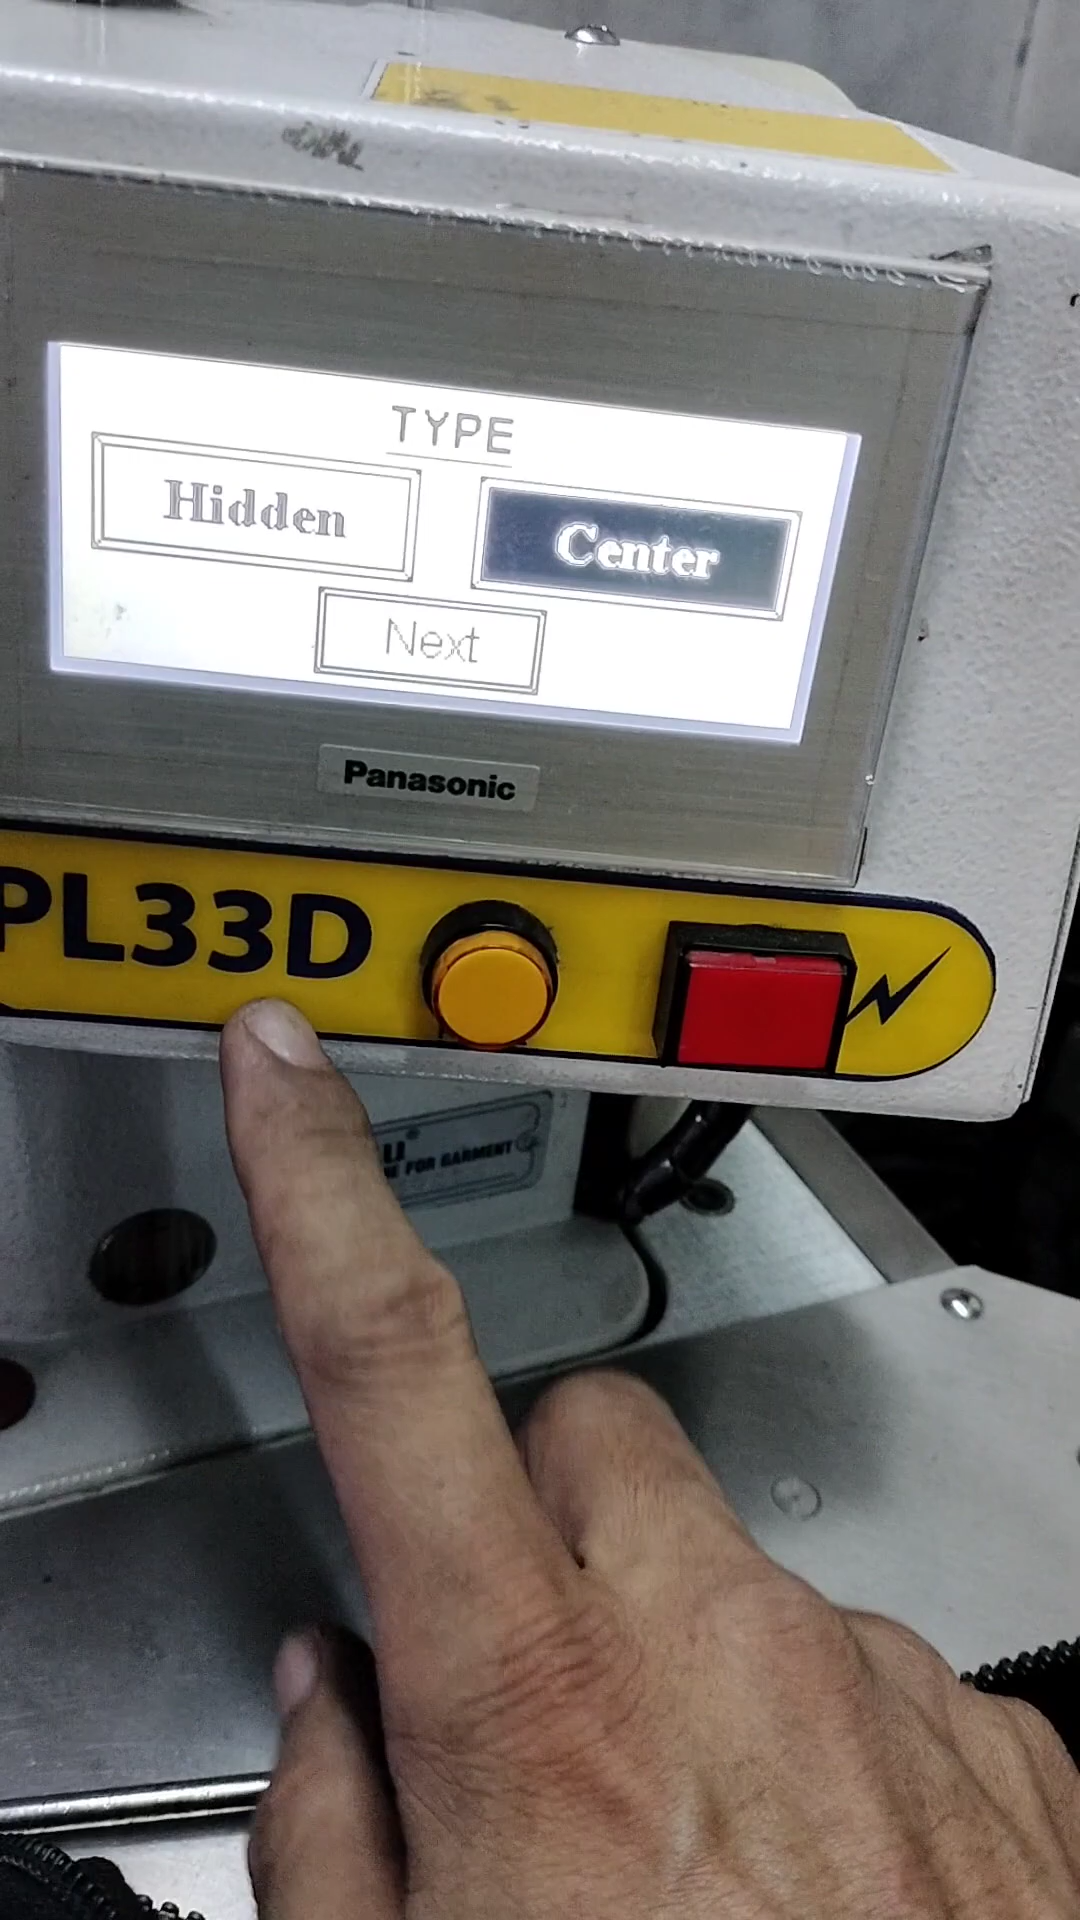 TYPE
Hidden
Center
Next
Panasonic
PL33D
FOR GARMENT